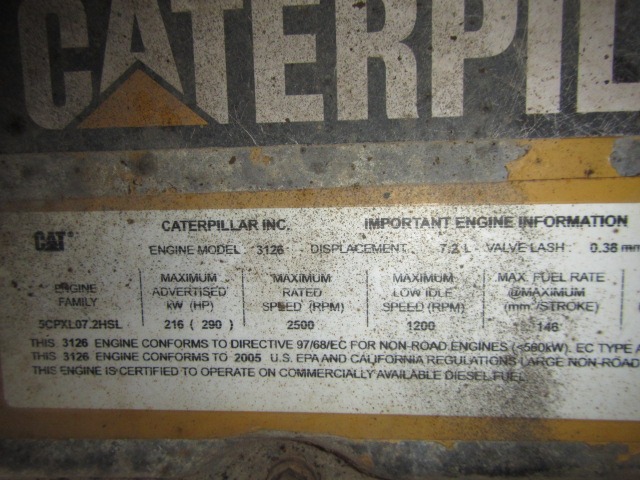 CATERPIL
CAT
CATERPILLAR INC. IMPORTANT ENGINE INFORMATION
ENGINE MODEL: 3126 DISPLACEMENT 7.2 L VALVE LASH: 0.38 mm
ENGINE FAMILY MAXIMUM ADVERTISED kW (HP) MAXIMUM RATED SPEED (RPM) MAXIMUM LOW IDLE SPEED (RPM) MAX. FUEL RATE @MAXIMUM (mm³/STROKE)
5CPXL07.2HSL 216 ( 290 ) 2500 1200 146
THIS 3126 ENGINE CONFORMS TO DIRECTIVE 97/68/EC FOR NON-ROAD ENGINES (<560kW). EC TYPE A
THIS 3126 ENGINE CONFORMS TO 2005 U.S. EPA AND CALIFORNIA REGULATIONS LARGE NON-ROAD
THIS ENGINE IS CERTIFIED TO OPERATE ON COMMERCIALLY AVAILABLE DIESEL FUEL